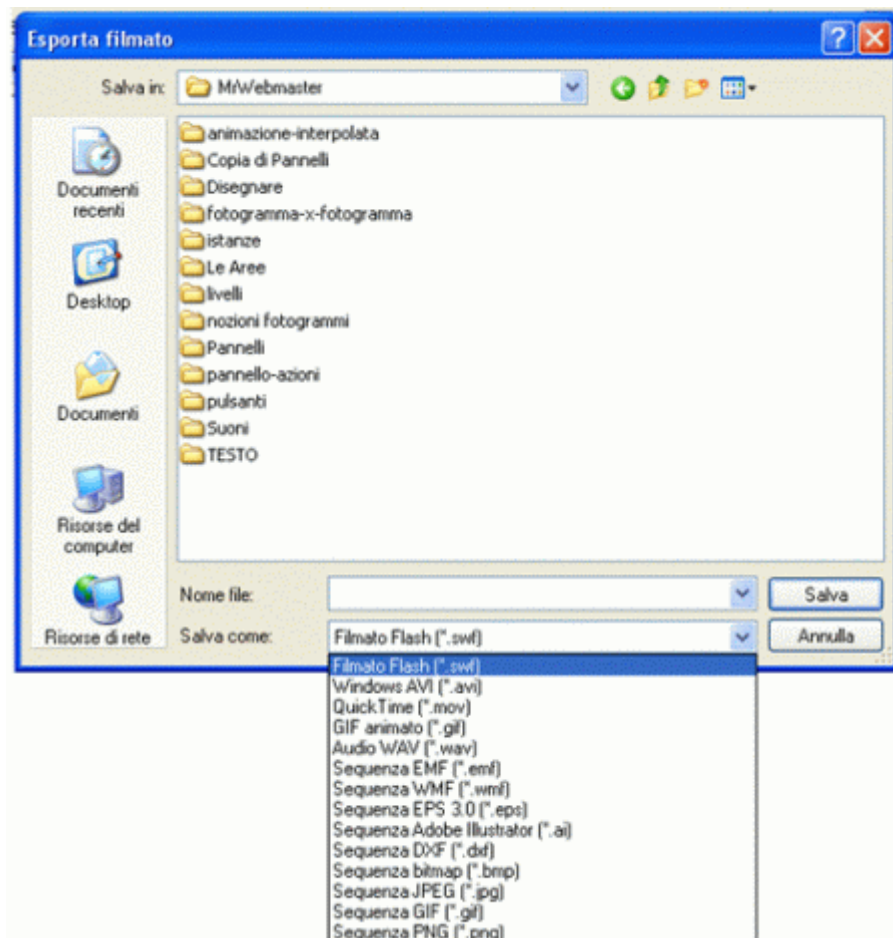 Esporta filmato
Salva in: MrWebmaster
animazione-interpolata
Copia di Pannelli
Disegnare
fotogramma-x-fotogramma
istanze
Le Aree
livelli
nozioni fotogrammi
Pannelli
pannello-azioni
pulsanti
Suoni
TESTO
Documenti
recenti
Desktop
Documenti
Risorse del
computer
Risorse di rete
Nome file:
Salva
Salva come: Filmato Flash (*.swf)
Annulla
Filmato Flash (*.swf)
Windows AVI (*.avi)
QuickTime (*.mov)
GIF animato (*.gif)
Audio WAV (*.wav)
Sequenza EMF (*.emf)
Sequenza WMF (*.wmf)
Sequenza EPS 3.0 (*.eps)
Sequenza Adobe Illustrator (*.ai)
Sequenza DXF (*.dxf)
Sequenza bitmap (*.bmp)
Sequenza JPEG (*.jpg)
Sequenza GIF (*.gif)
Sequenza PNG (*.png)